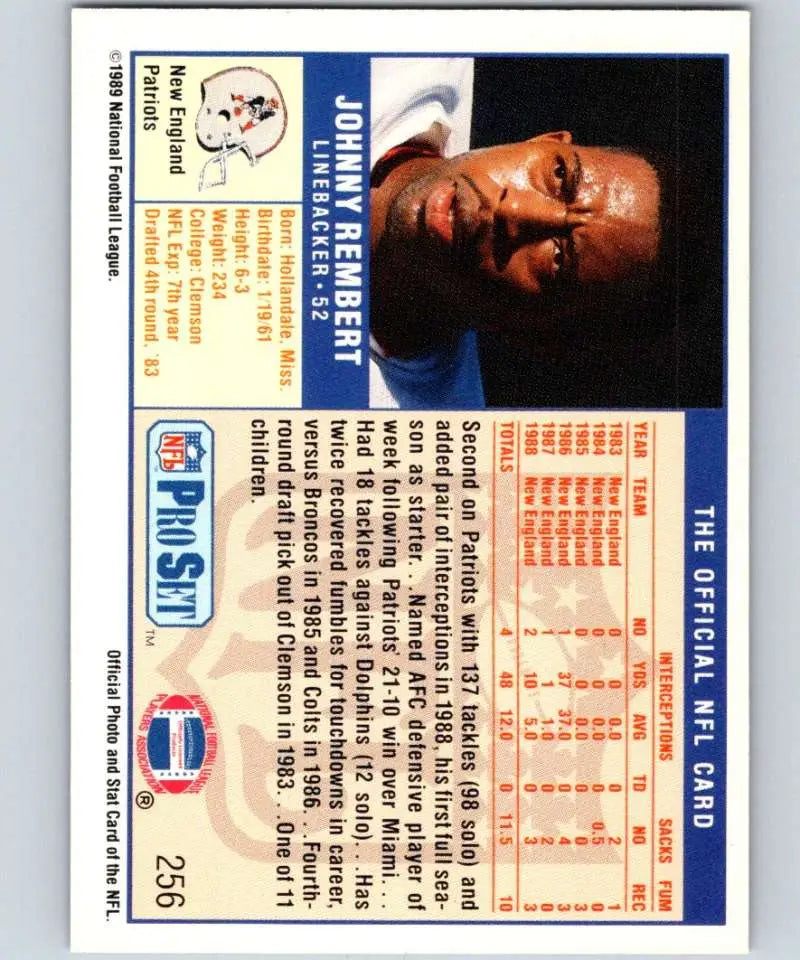 THE OFFICIAL NFL CARD
JOHNNY REMBERT
LINEBACKER • 52
New England
Patriots
Born: Hollandale, Miss.
Birthdate: 1/19/61
Height: 6-3
Weight: 234
College: Clemson
NFL Exp: 7th year
Drafted 4th round, '83
INTERCEPTIONS SACKS FUM
YEAR TEAM NO YDS AVG TD NO REC
1983 New England 0 0 0.0 0 2 1
1984 New England 0 0 0.0 0 0.5 0
1985 New England 0 0 0.0 0 0 3
1986 New England 1 37 37.0 0 4 3
1987 New England 1 1 1.0 0 2 0
1988 New England 2 10 5.0 0 3 3
TOTALS 4 48 12.0 0 11.5 10
Second on Patriots with 137 tackles (98 solo) and
added pair of interceptions in 1988, his first full sea-
son as starter. . .Named AFC defensive player of
week following Patriots' 21-10 win over Miami. . .
Had 18 tackles against Dolphins (12 solo). . .Has
twice recovered fumbles for touchdowns in career,
versus Broncos in 1985 and Colts in 1986. . .Fourth-
round draft pick out of Clemson in 1983. . .One of 11
children.
NFL PRO SET TM
NATIONAL FOOTBALL LEAGUE
PLAYERS ASSOCIATION
®
256
©1989 National Football League.
Official Photo and Stat Card of the NFL.